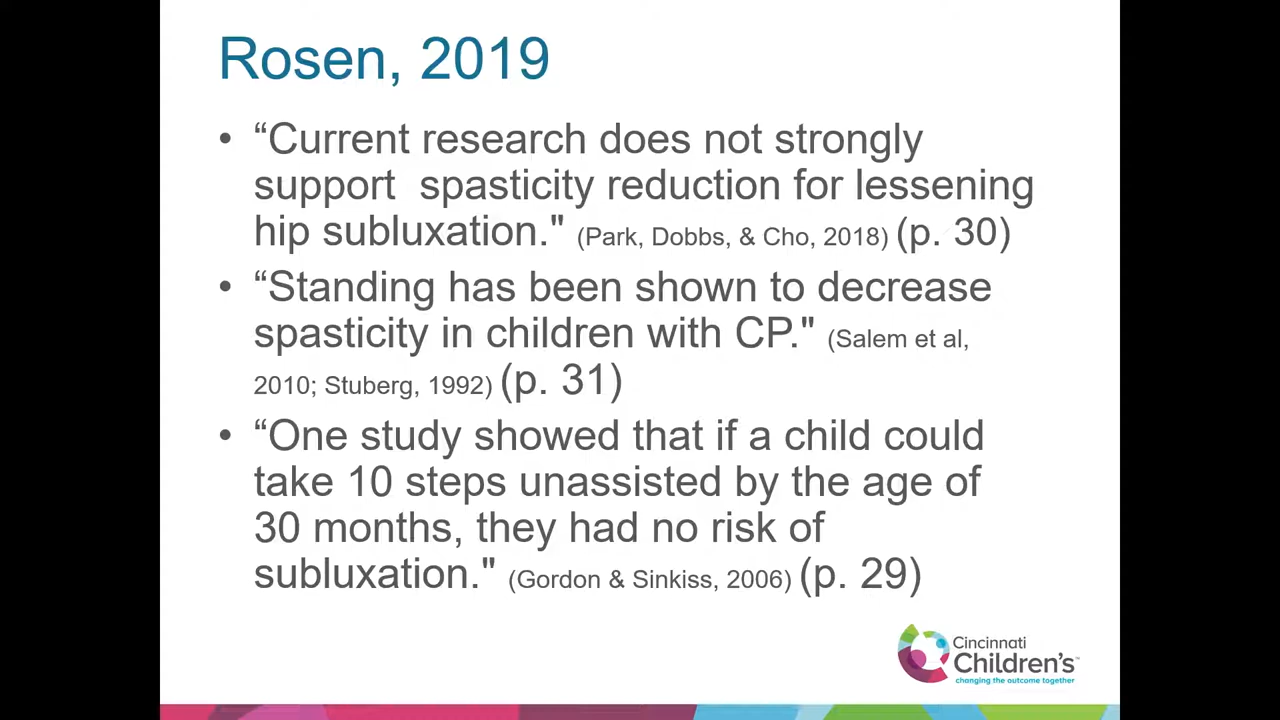 Rosen, 2019
• “Current research does not strongly
support  spasticity reduction for lessening
hip subluxation." (Park, Dobbs, & Cho, 2018) (p. 30)
• “Standing has been shown to decrease
spasticity in children with CP." (Salem et al,
2010; Stuberg, 1992) (p. 31)
• “One study showed that if a child could
take 10 steps unassisted by the age of
30 months, they had no risk of
subluxation." (Gordon & Sinkiss, 2006) (p. 29)
Cincinnati
Children's™
changing the outcome together